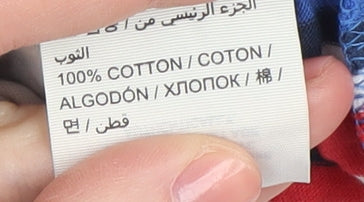 الجزء الرئيسي من /
الثوب
100% COTTON / COTON /
ALGODÓN / ХЛОПОК / 棉 /
면 / قطن